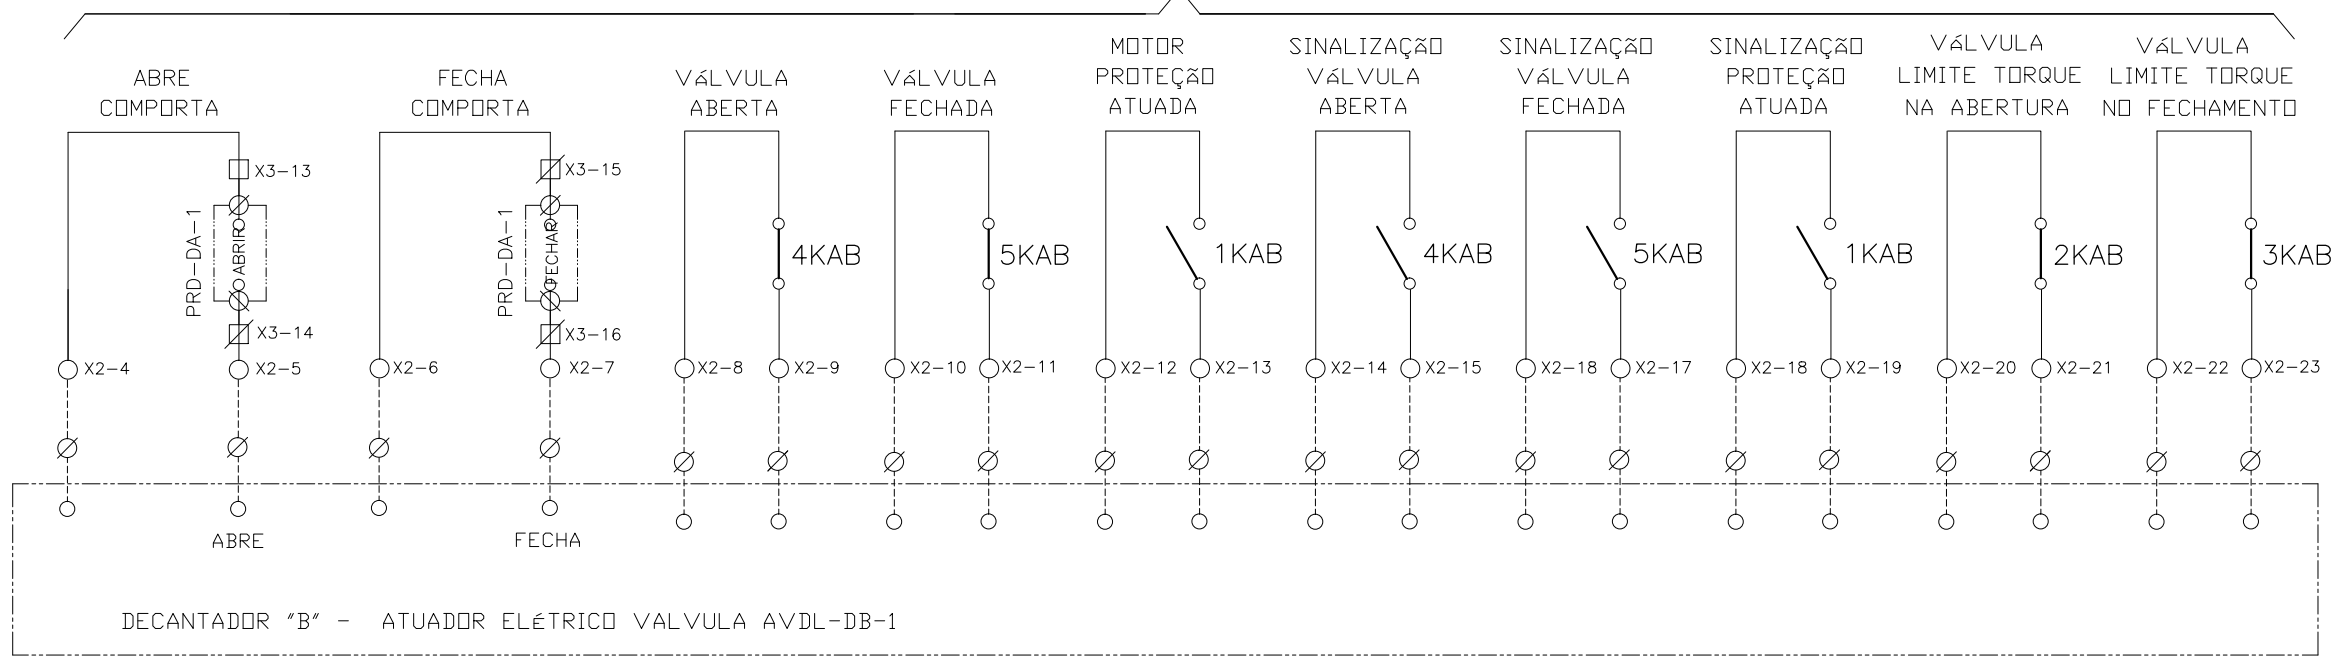 ABRE
COMPORTA
FECHA
COMPORTA
VáLVULA
ABERTA
VáLVULA
FECHADA
MOTOR
PROTEÇãO
ATUADA
SINALIZAÇãO
VáLVULA
ABERTA
SINALIZAÇãO
VáLVULA
FECHADA
SINALIZAÇãO
PROTEÇãO
ATUADA
VáLVULA
LIMITE TORQUE
NA ABERTURA
VáLVULA
LIMITE TORQUE
NO FECHAMENTO
X3-13
X3-15
PRD-DA-1
ABRIR
PRD-DA-1
FECHAR
4KAB
5KAB
1KAB
4KAB
5KAB
1KAB
2KAB
3KAB
X3-14
X3-16
X2-4
X2-5
X2-6
X2-7
X2-8
X2-9
X2-10
X2-11
X2-12
X2-13
X2-14
X2-15
X2-18
X2-17
X2-18
X2-19
X2-20
X2-21
X2-22
X2-23
ABRE
FECHA
DECANTADOR "B" - ATUADOR ELéTRICO VALVULA AVDL-DB-1